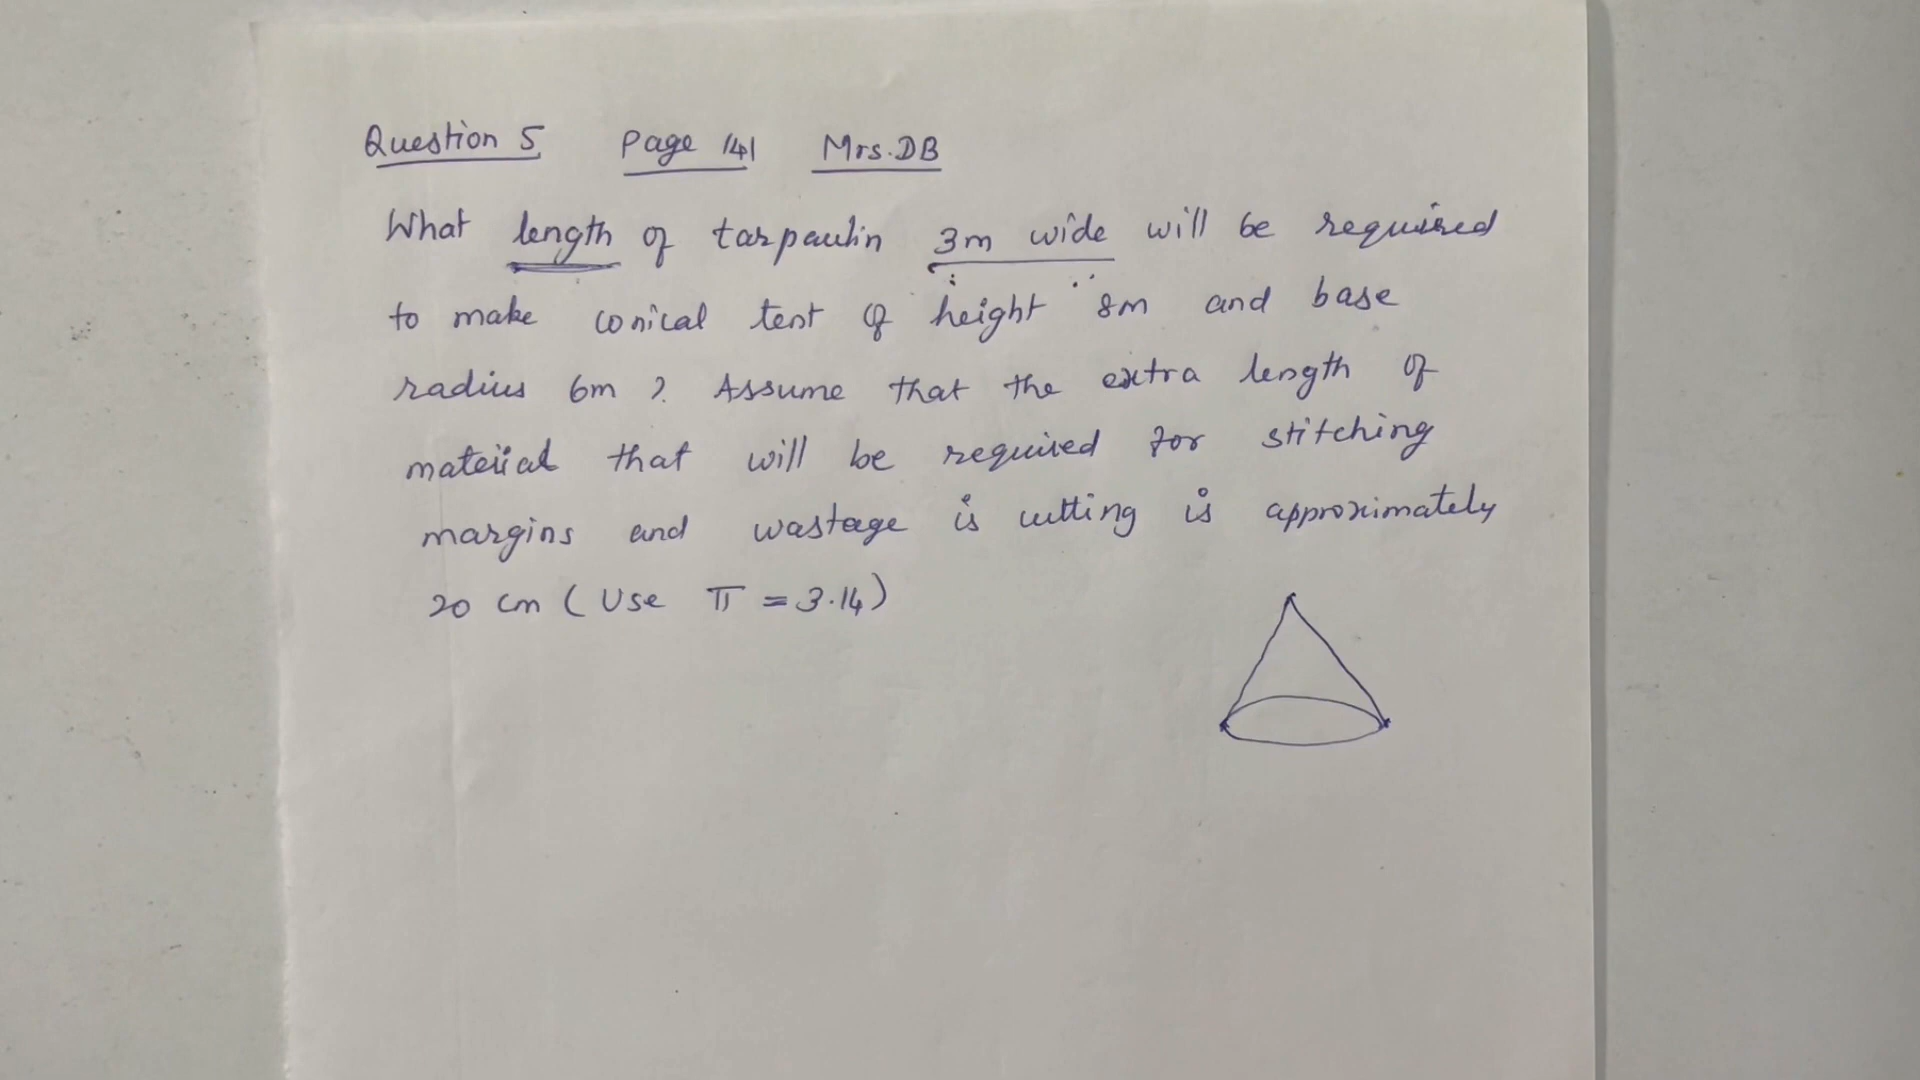 Question 5 Page 141 Mrs.DB
What length of tarpaulin 3m wide will be required
to make conical tent of height 8m and base
radius 6m ? Assume that the extra length of
material that will be required for stitching
margins and wastage is cutting is approximately
20 cm ( Use π = 3.14)